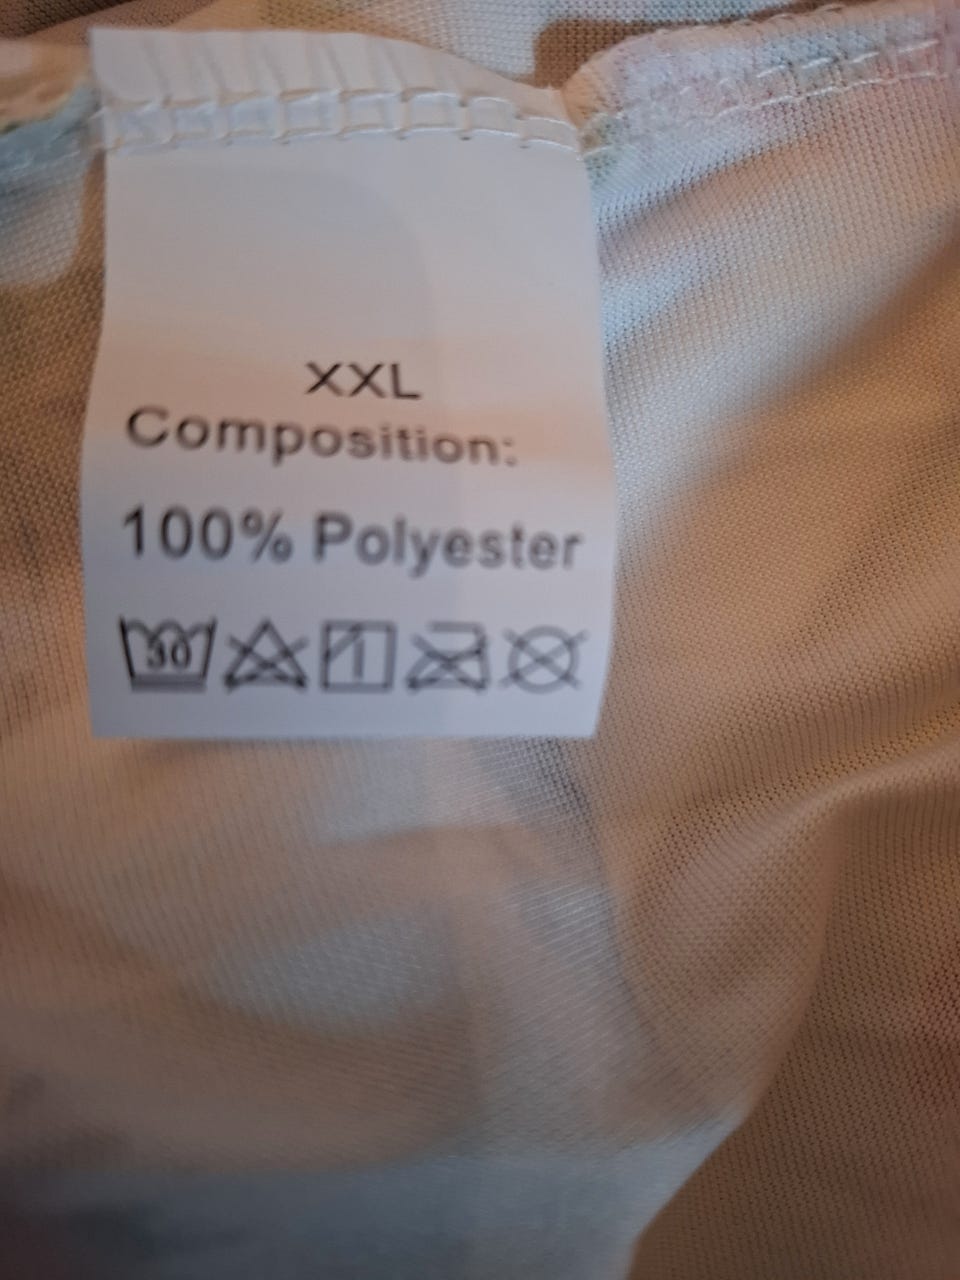 XXL
Composition:
100% Polyester
30